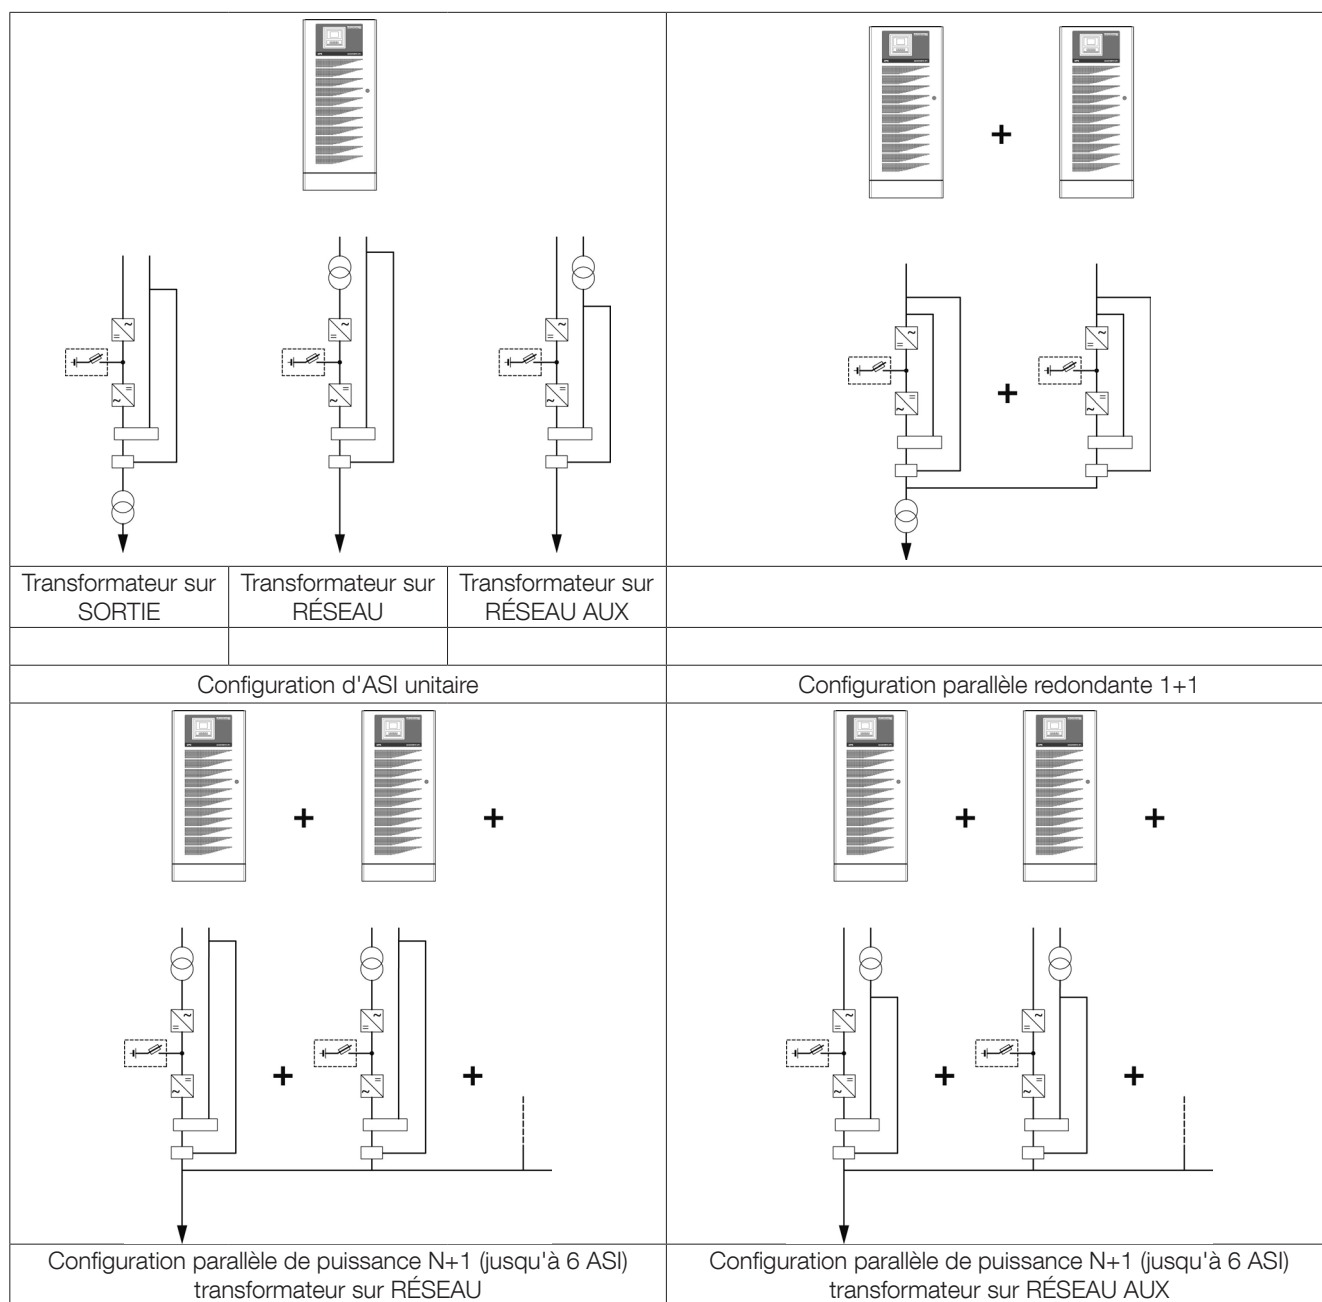 Transformateur sur
SORTIE
Transformateur sur
RÉSEAU
Transformateur sur
RÉSEAU AUX
Configuration d'ASI unitaire
Configuration parallèle redondante 1+1
Configuration parallèle de puissance N+1 (jusqu'à 6 ASI)
transformateur sur RÉSEAU
Configuration parallèle de puissance N+1 (jusqu'à 6 ASI)
transformateur sur RÉSEAU AUX